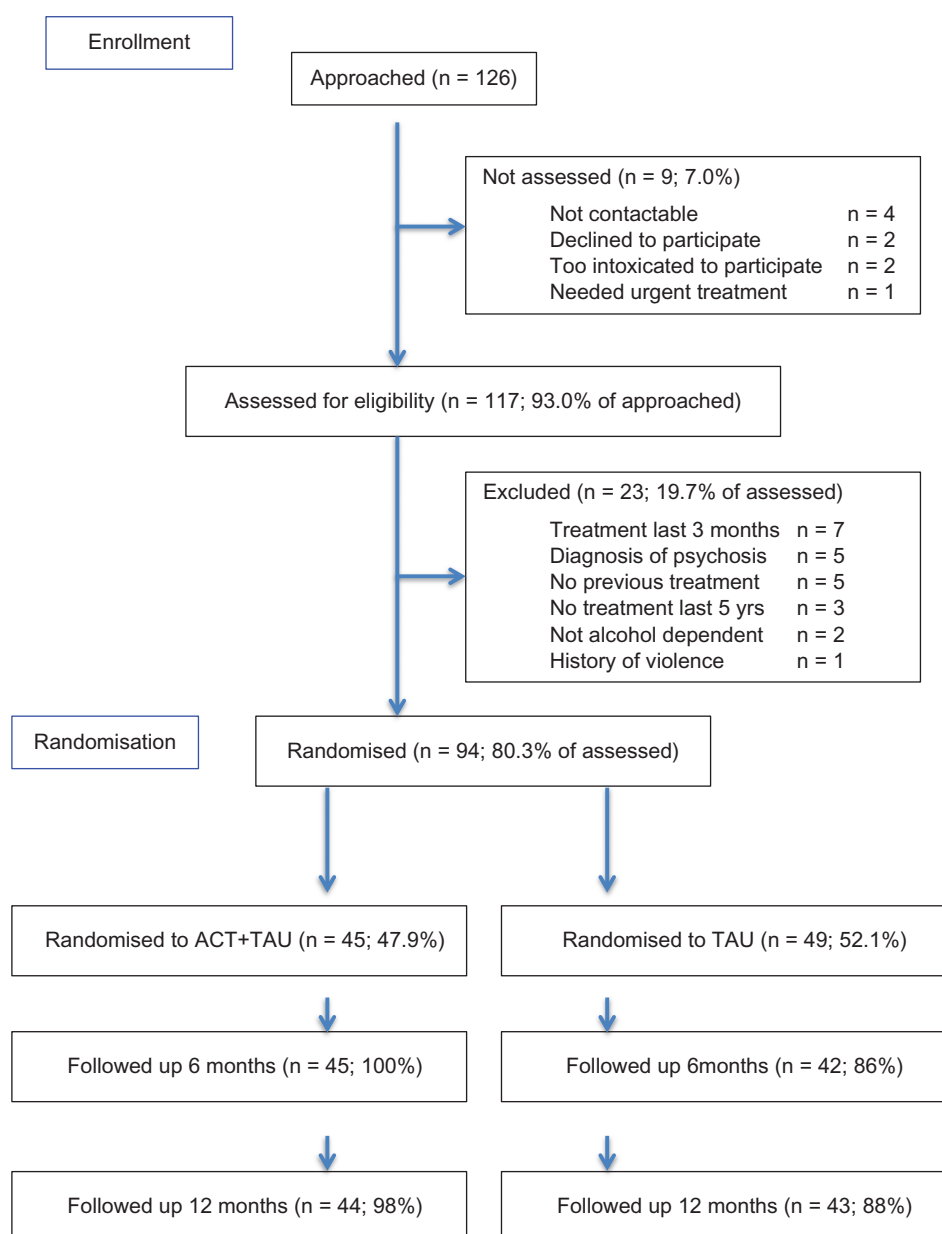 Enrollment
Approached (n = 126)
Not assessed (n = 9; 7.0%)
Not contactable n = 4
Declined to participate n = 2
Too intoxicated to participate n = 2
Needed urgent treatment n = 1
Assessed for eligibility (n = 117; 93.0% of approached)
Excluded (n = 23; 19.7% of assessed)
Treatment last 3 months n = 7
Diagnosis of psychosis n = 5
No previous treatment n = 5
No treatment last 5 yrs n = 3
Not alcohol dependent n = 2
History of violence n = 1
Randomisation
Randomised (n = 94; 80.3% of assessed)
Randomised to ACT+TAU (n = 45; 47.9%)
Randomised to TAU (n = 49; 52.1%)
Followed up 6 months (n = 45; 100%)
Followed up 6months (n = 42; 86%)
Followed up 12 months (n = 44; 98%)
Followed up 12 months (n = 43; 88%)